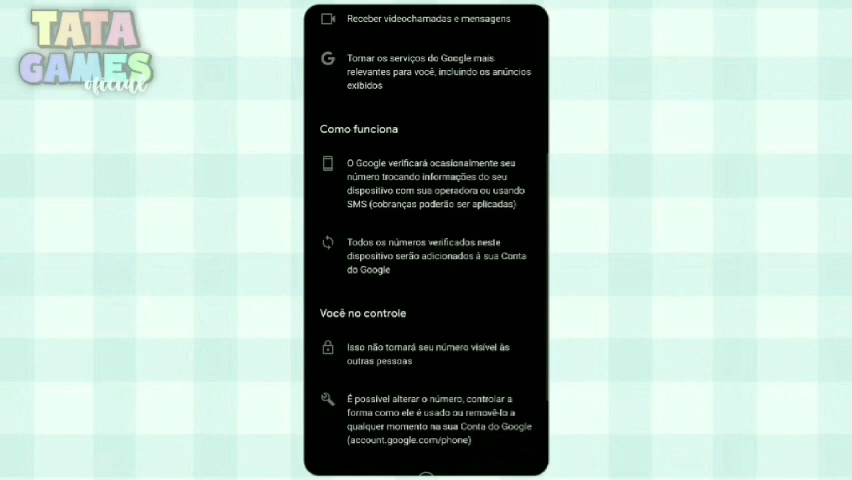 TATA
GAMES
oficial
Receber videochamadas e mensagens
Tornar os serviços do Google mais
relevantes para você, incluindo os anúncios
exibidos
Como funciona
O Google verificará ocasionalmente seu
número trocando informações do seu
dispositivo com sua operadora ou usando
SMS (cobranças poderão ser aplicadas)
Todos os números verificados neste
dispositivo serão adicionados à sua Conta
do Google
Você no controle
Isso não tornará seu número visível às
outras pessoas
É possível alterar o número, controlar a
forma como ele é usado ou removê-lo a
qualquer momento na sua Conta do Google
(account.google.com/phone)